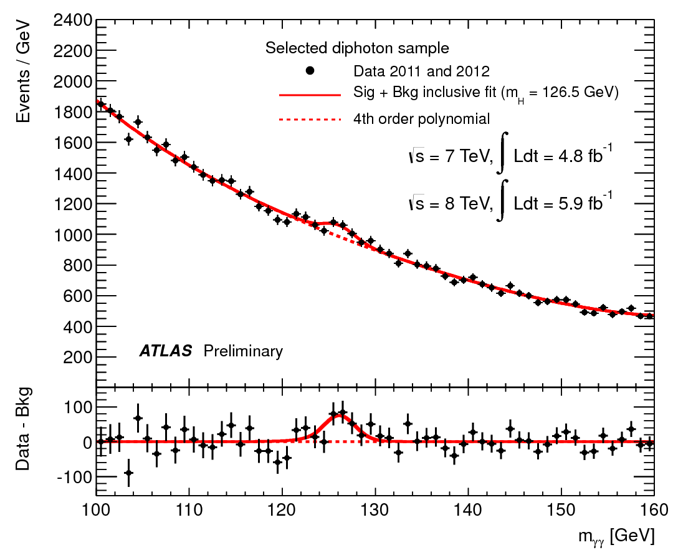 Events / GeV
2400
2200
2000
1800
1600
1400
1200
1000
800
600
400
200
Selected diphoton sample
Data 2011 and 2012
Sig + Bkg inclusive fit (m_H = 126.5 GeV)
4th order polynomial
√s = 7 TeV, ∫ Ldt = 4.8 fb⁻¹
√s = 8 TeV, ∫ Ldt = 5.9 fb⁻¹
ATLAS Preliminary
Data - Bkg
100
0
-100
100 110 120 130 140 150 160
m_γγ [GeV]